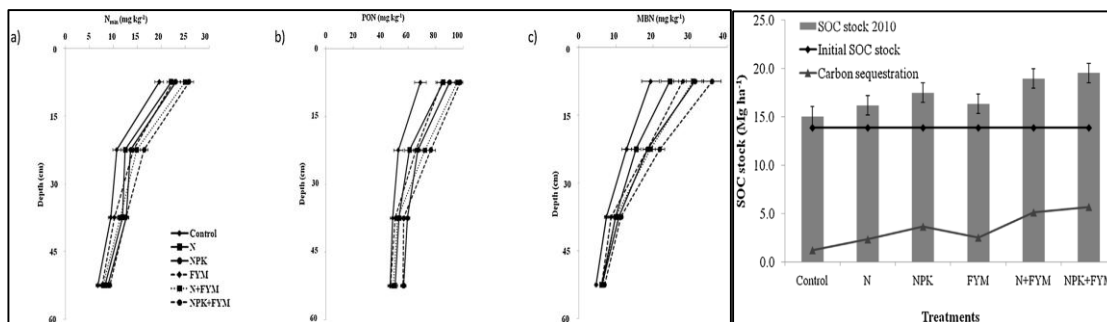 a)
Nmin (mg kg-1)
0 5 10 15 20 25 30
0
15
30
45
60
Depth (cm)
Control
N
NPK
FYM
N+FYM
NPK+FYM
b)
PON (mg kg-1)
0 20 40 60 80 100
0
15
30
45
60
Depth (cm)
c)
MBN (mg kg-1)
0 10 20 30 40
0
15
30
45
60
Depth (cm)
SOC stock 2010
Initial SOC stock
Carbon sequestration
SOC stock (Mg ha-1)
25.0
20.0
15.0
10.0
5.0
0.0
Control N NPK FYM N+FYM NPK+FYM
Treatments